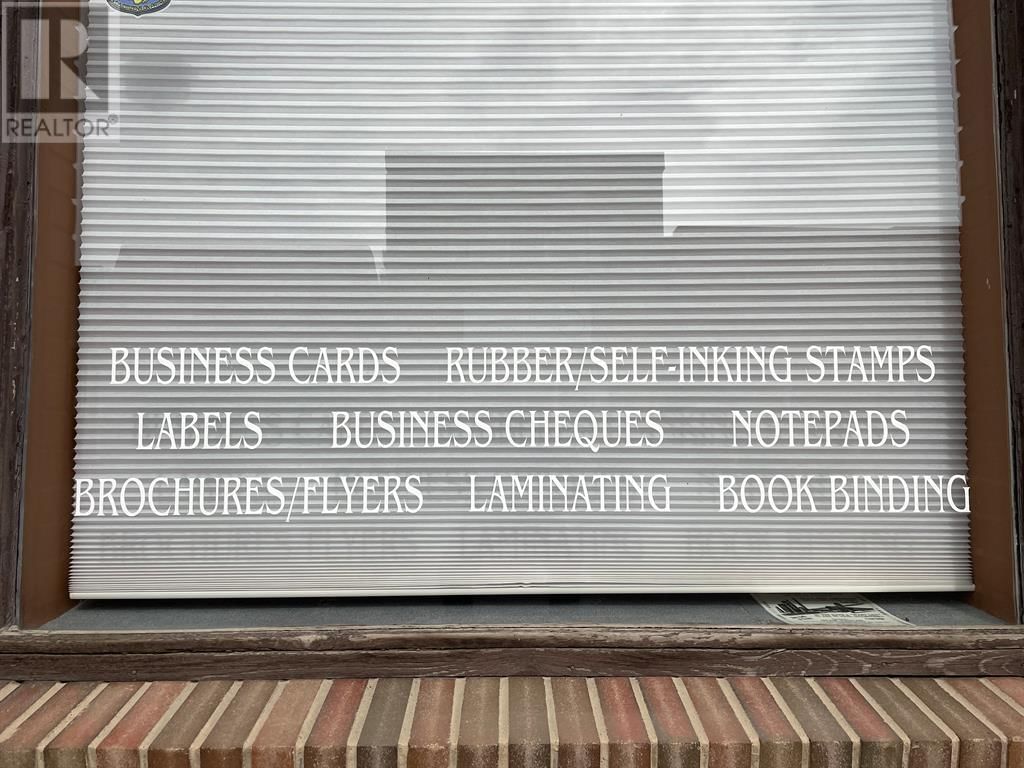 REALTOR®
BUSINESS CARDS RUBBER/SELF-INKING STAMPS
LABELS BUSINESS CHEQUES NOTEPADS
BROCHURES/FLYERS LAMINATING BOOK BINDING